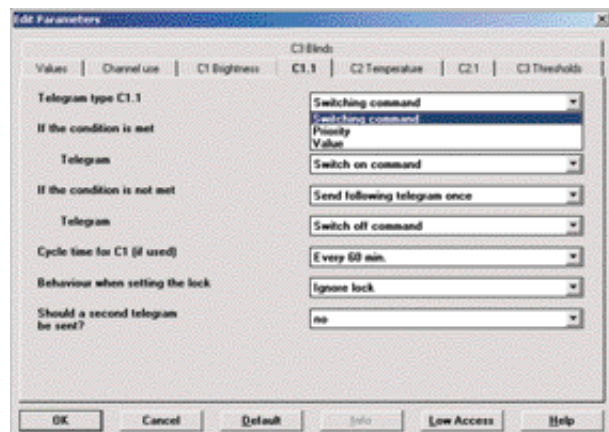 Edit Parameters
C3 Blinds
Values
Channel use
C1 Brightness
C1.1
C2 Temperature
C2.1
C3 Thresholds
Telegram type C1.1
Switching command
Switching command
Priority
Value
If the condition is met
Telegram
Switch on command
If the condition is not met
Send following telegram once
Telegram
Switch off command
Cycle time for C1 (if used)
Every 60 min.
Behaviour when setting the lock
Ignore lock
Should a second telegram
be sent?
no
OK
Cancel
Default
Info
Low Access
Help